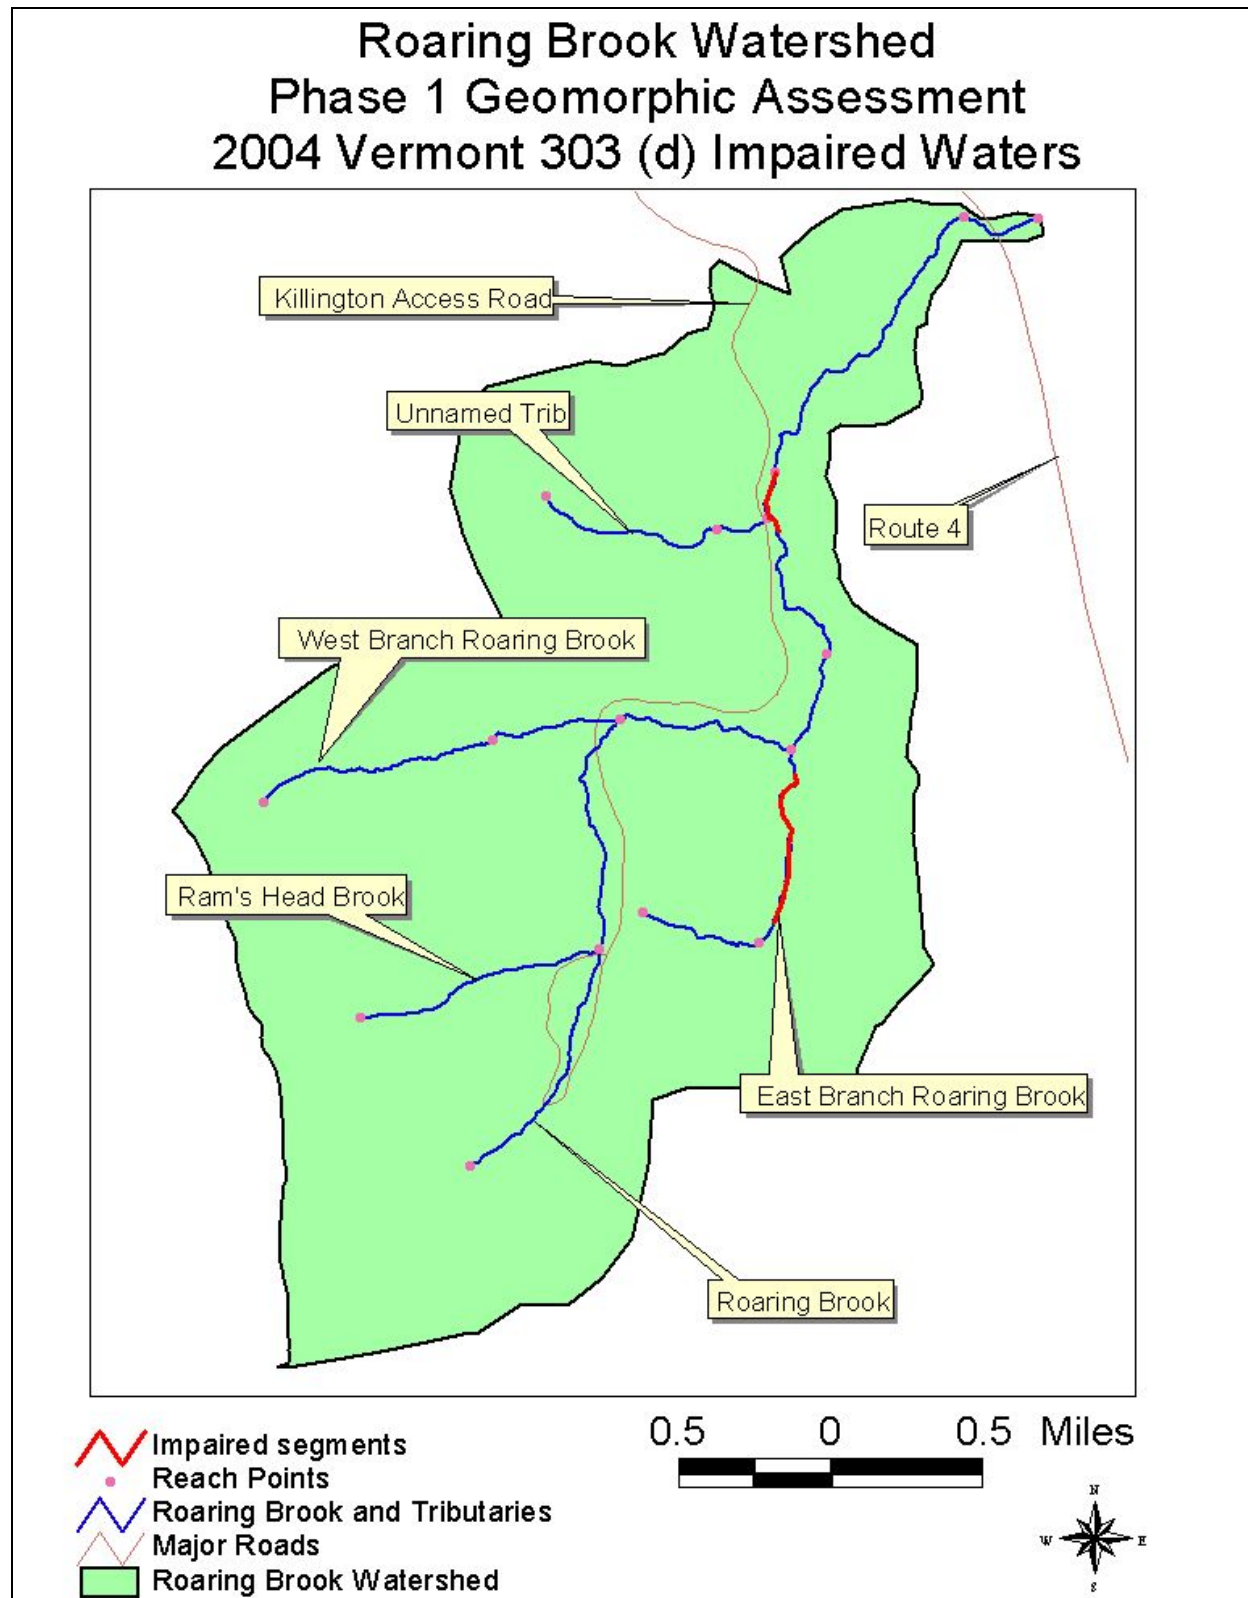 Roaring Brook Watershed
Phase 1 Geomorphic Assessment
2004 Vermont 303 (d) Impaired Waters
Killington Access Road
Unnamed Trib
Route 4
West Branch Roaring Brook
Ram's Head Brook
East Branch Roaring Brook
Roaring Brook
Impaired segments
Reach Points
Roaring Brook and Tributaries
Major Roads
Roaring Brook Watershed
0.5 0 0.5 Miles
N
W E
S